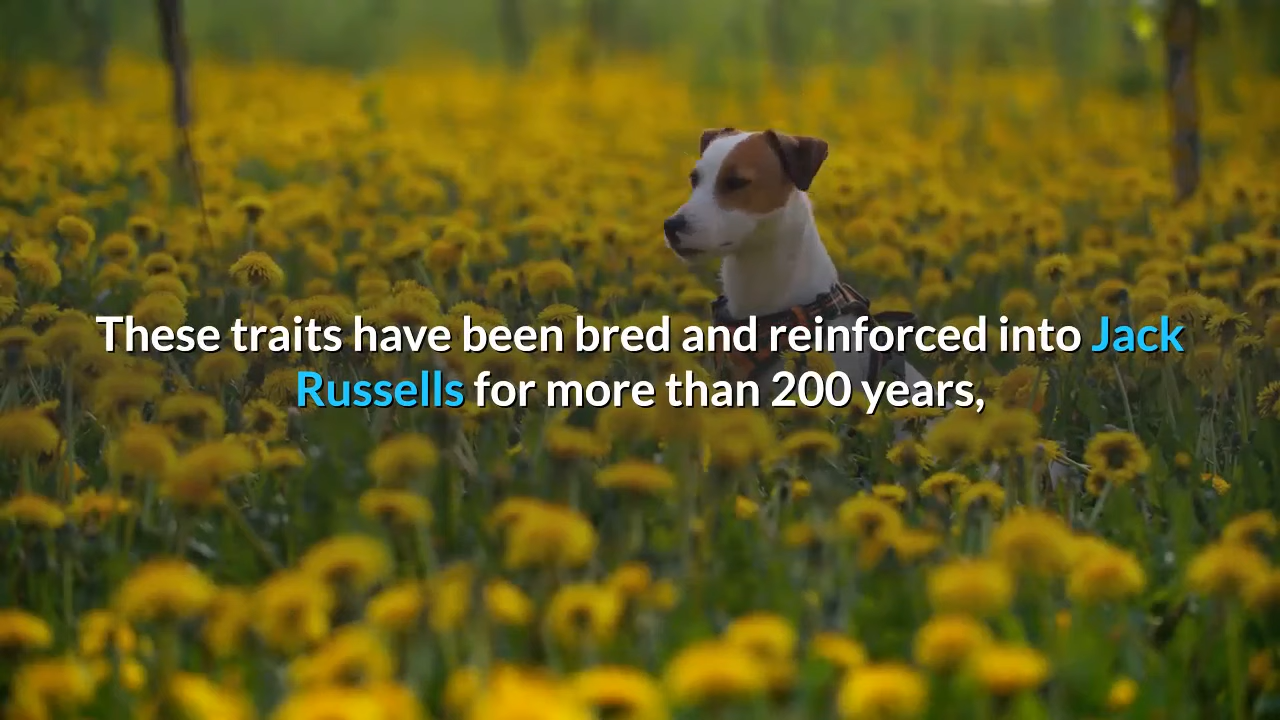 These traits have been bred and reinforced into Jack
Russells for more than 200 years,